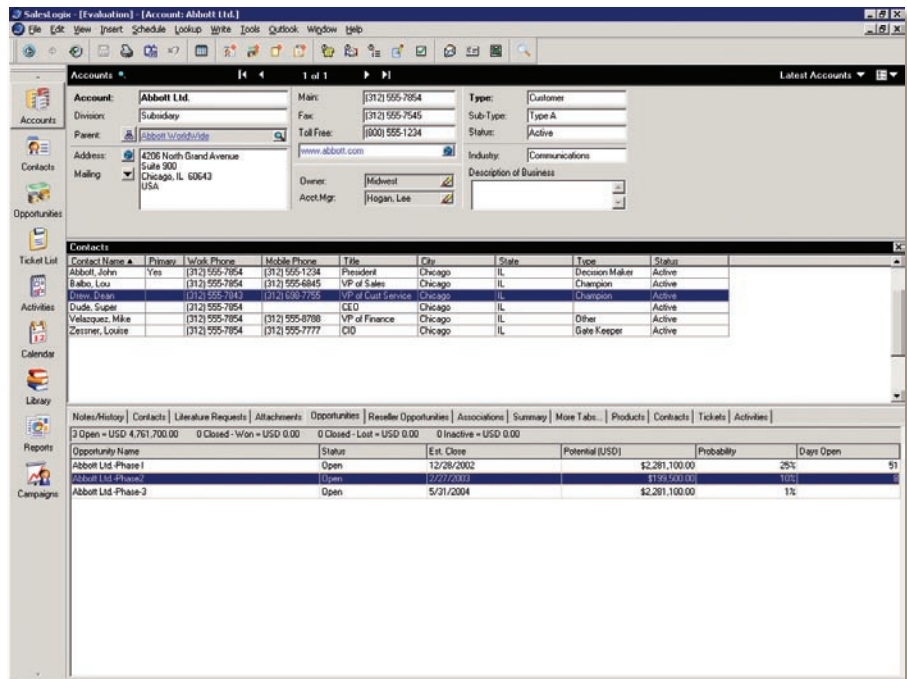 SalesLogix - [Evaluation] - [Account: Abbott Ltd.]
File Edit View Insert Schedule Lookup Write Tools Outlook Window Help
Accounts 1 of 1 Latest Accounts
Account: Abbott Ltd. Main: (312) 555-7854 Type: Customer
Division: Subsidiary Fax: (312) 555-7545 Sub-Type: Type A
Parent: Abbott WorldWide Toll Free: (800) 555-1234 Status: Active
Address: 4206 North Grand Avenue www.abbott.com Industry: Communications
Mailing Suite 900 Description of Business
Chicago, IL 60643 Owner: Midwest
USA Acct.Mgr: Hogan, Lee
Accounts
Contacts
Opportunities
Ticket List
Activities
Calendar
Library
Reports
Campaigns
Contacts
Contact Name Primary Work Phone Mobile Phone Title City State Type Status
Abbott, John Yes (312) 555-7854 (312) 555-1234 President Chicago IL Decision Maker Active
Balbo, Lou (312) 555-7854 (312) 555-6845 VP of Sales Chicago IL Champion Active
Drew, Dean (312) 555-7843 (312) 698-7755 VP of Cust Service Chicago IL Champion Active
Dude, Super (312) 555-7854 CEO Chicago IL Active
Velazquez, Mike (312) 555-7854 (312) 555-8788 VP of Finance Chicago IL Other Active
Zessner, Louise (312) 555-7854 (312) 555-7777 CIO Chicago IL Gate Keeper Active
Notes/History Contacts Literature Requests Attachments Opportunities Reseller Opportunities Associations Summary More Tabs... Products Contracts Tickets Activities
3 Open = USD 4,761,700.00 0 Closed - Won = USD 0.00 0 Closed - Lost = USD 0.00 0 Inactive = USD 0.00
Opportunity Name Status Est. Close Potential (USD) Probability Days Open
Abbott Ltd.-Phase I Open 12/28/2002 $2,281,100.00 25% 51
Abbott Ltd-Phase2 Open 2/27/2003 $199,500.00 10% 8
Abbott Ltd-Phase-3 Open 5/31/2004 $2,281,100.00 1%